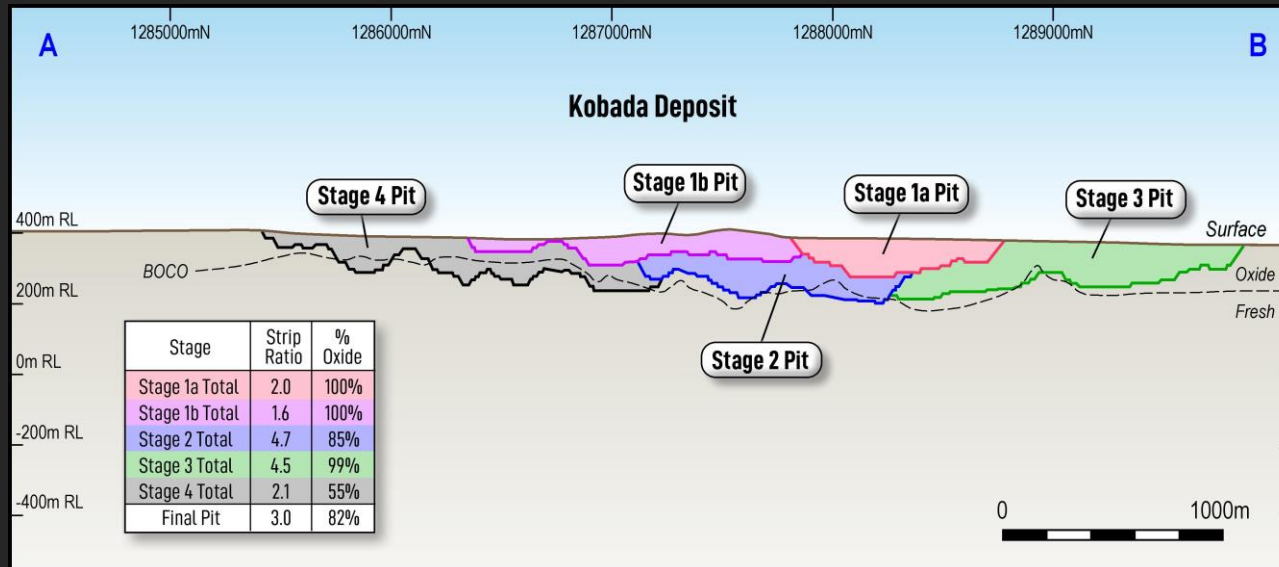 1285000mN 1286000mN 1287000mN 1288000mN 1289000mN
A B
Kobada Deposit
Stage 4 Pit
Stage 1b Pit
Stage 1a Pit
Stage 3 Pit
400m RL
Surface
BOCO
Oxide
200m RL
Fresh
Stage 2 Pit
0m RL
-200m RL
-400m RL
Stage Strip Ratio % Oxide
Stage 1a Total 2.0 100%
Stage 1b Total 1.6 100%
Stage 2 Total 4.7 85%
Stage 3 Total 4.5 99%
Stage 4 Total 2.1 55%
Final Pit 3.0 82%
0 1000m